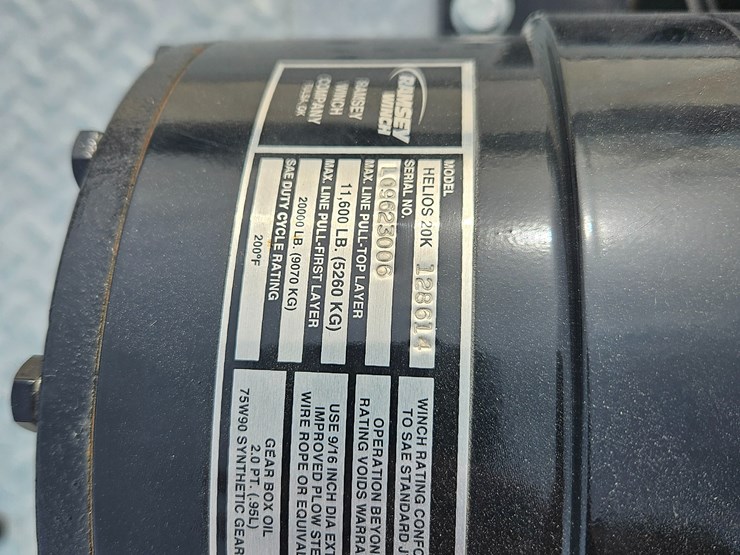 RAMSEY
WINCH
RAMSEY
WINCH
COMPANY
TULSA, OK
MODEL
HELIOS 20K 128614
SERIAL NO.
L09623006
MAX. LINE PULL-TOP LAYER
11,600 LB. (5260 KG)
MAX. LINE PULL-FIRST LAYER
20000 LB. (9070 KG)
SAE DUTY CYCLE RATING
200°F
WINCH RATING CONFO
TO SAE STANDARD J
OPERATION BEYON
RATING VOIDS WARRA
USE 9/16 INCH DIA EXT
IMPROVED PLOW STE
WIRE ROPE OR EQUIVA
GEAR BOX OIL
2.0 PT. (.95L)
75W90 SYNTHETIC GEAR